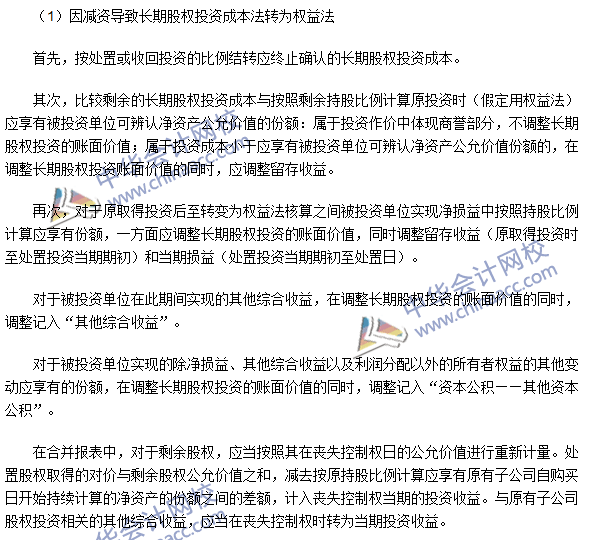 （1）因减资导致长期股权投资成本法转为权益法
首先，按处置或收回投资的比例结转应终止确认的长期股权投资成本。
其次，比较剩余的长期股权投资成本与按照剩余持股比例计算原投资时（假定用权益法）
应享有被投资单位可辨认净资产公允价值的份额：属于投资作价中体现商誉部分，不调整长期
股权投资的账面价值；属于投资成本小于应享有被投资单位可辨认净资产公允价值份额的，在
调整长期股权投资账面价值的同时，应调整留存收益。
再次，对于原取得投资后至转变为权益法核算之间被投资单位实现净损益中按照持股比例
计算应享有份额，一方面应调整长期股权投资的账面价值，同时调整留存收益（原取得投资时
至处置投资当期期初）和当期损益（处置投资当期期初至处置日）。
对于被投资单位在此期间实现的其他综合收益，在调整长期股权投资的账面价值的同时，
调整记入“其他综合收益”。
对于被投资单位实现的除净损益、其他综合收益以及利润分配以外的所有者权益的其他变
动应享有的份额，在调整长期股权投资的账面价值的同时，调整记入“资本公积——其他资本
公积”。
在合并报表中，对于剩余股权，应当按照其在丧失控制权日的公允价值进行重新计量。处
置股权取得的对价与剩余股权公允价值之和，减去按原持股比例计算应享有原有子公司自购买
日开始持续计算的净资产的份额之间的差额，计入丧失控制权当期的投资收益。与原有子公司
股权投资相关的其他综合收益，应当在丧失控制权时转为当期投资收益。
中华会计网校
www.chinaacc.com
中华会计网校
www.chinaacc.com
中华会计网校